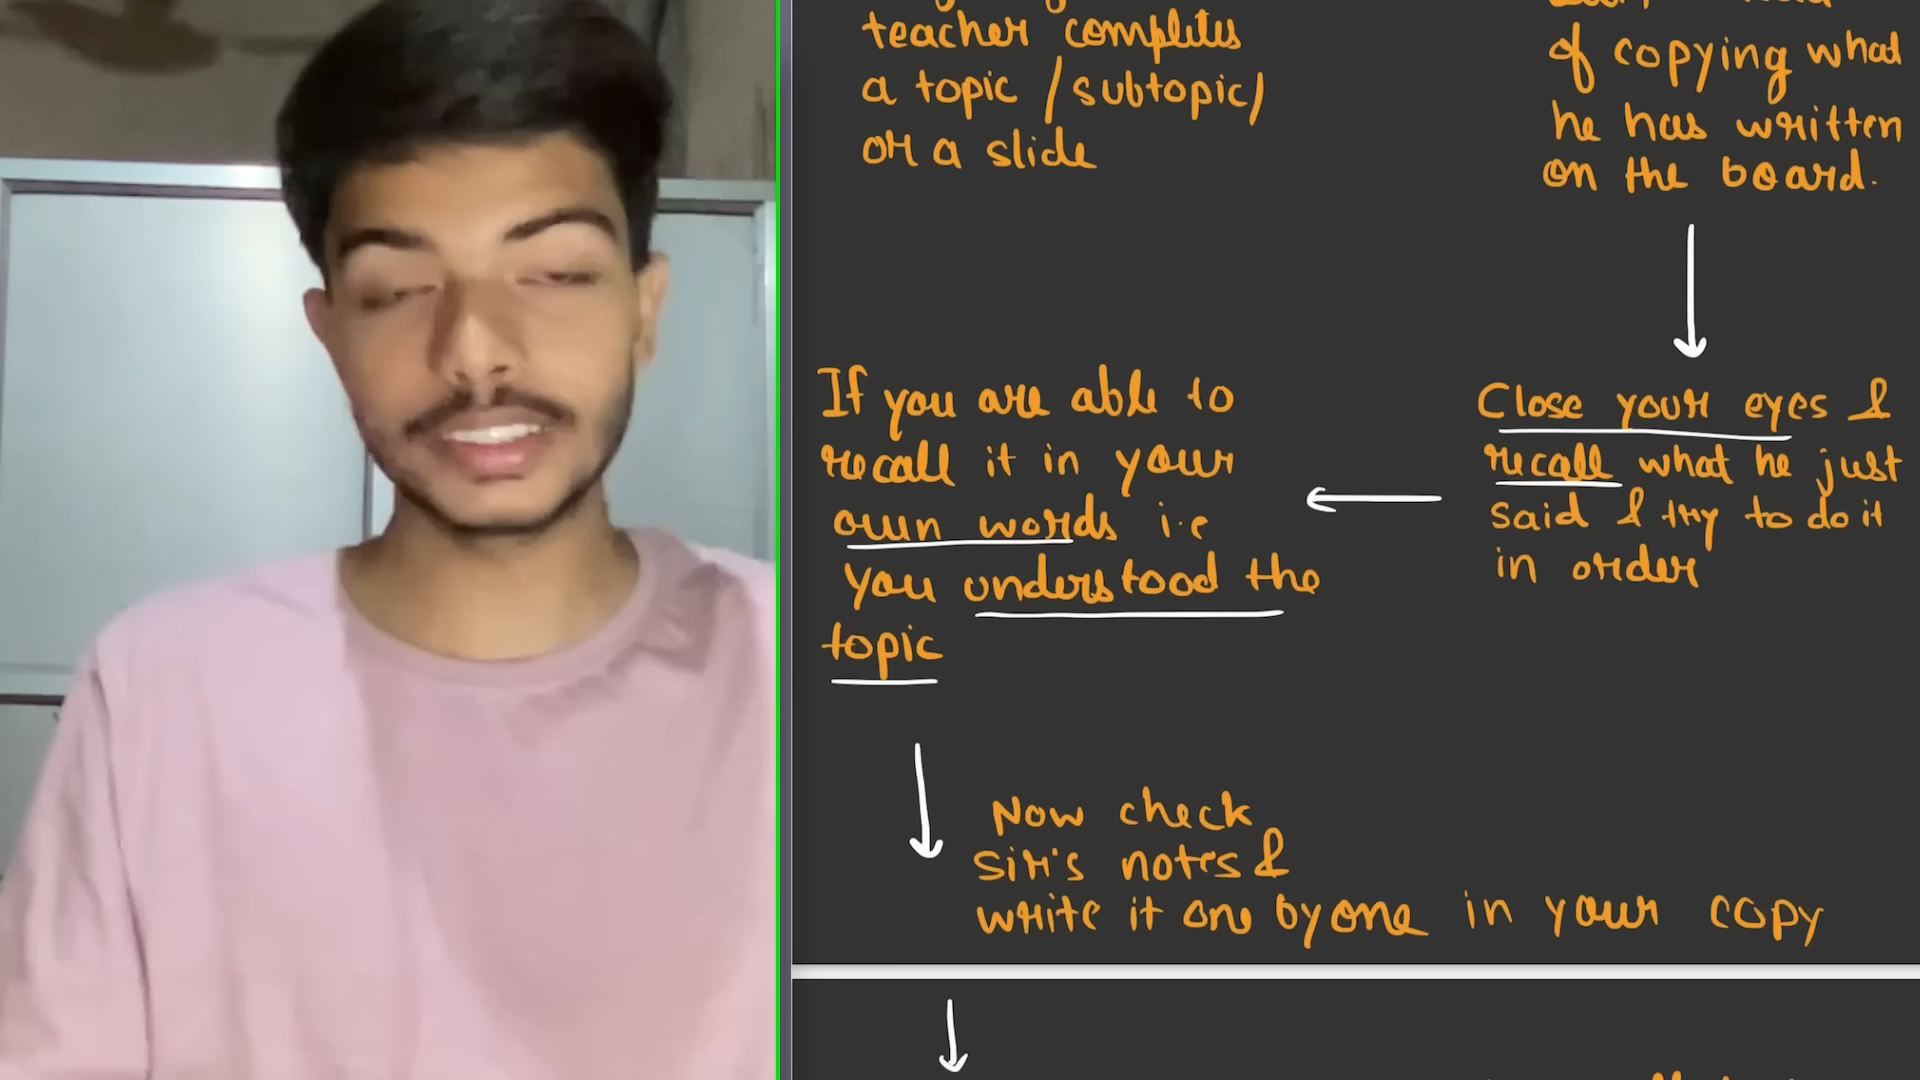 teacher completes
a topic / subtopic /
or a slide
of copying what
he has written
on the board.
Close your eyes &
recall what he just
said & try to do it
in order
If you are able to
recall it in your
own words i.e
you understood the
topic
Now check
sir's notes &
write it one by one in your copy